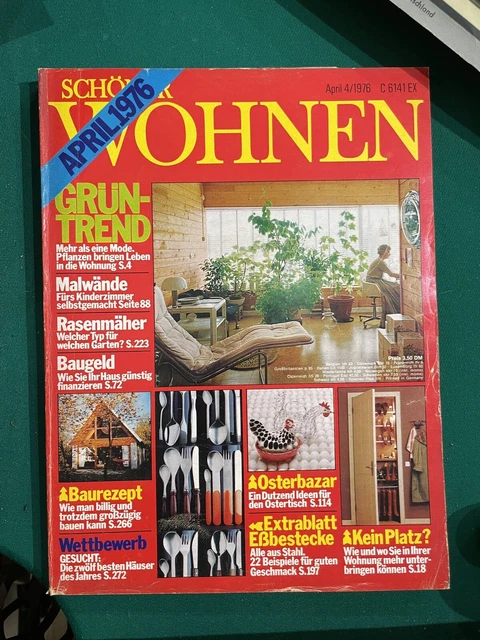 schland
SCHÖNER
April 4/1976 C 6141 EX
WOHNEN
APRIL 1976
GRÜN-
TREND
Mehr als eine Mode.
Pflanzen bringen Leben
in die Wohnung S.4
Malwände
Fürs Kinderzimmer
selbstgemacht Seite 88
Rasenmäher
Welcher Typ für
welchen Garten? S.223
Baugeld
Wie Sie Ihr Haus günstig
finanzieren S.72
Preis 3.50 DM
Baurezept
Wie man billig und
trotzdem großzügig
bauen kann S.266
Wettbewerb
GESUCHT:
Die zwölf besten Häuser
des Jahres S.272
Osterbazar
Ein Dutzend Ideen für
den Ostertisch S.114
Extrablatt
Eßbestecke
Alle aus Stahl.
22 Beispiele für guten
Geschmack S.197
Kein Platz?
Wie und wo Sie in Ihrer
Wohnung mehr unter-
bringen können S.18